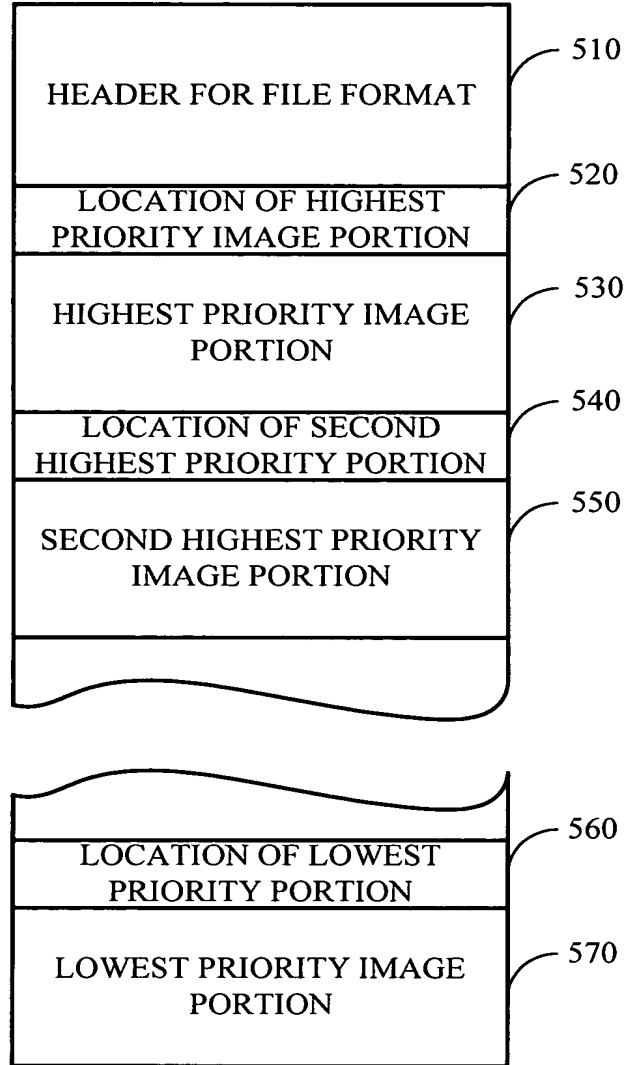 HEADER FOR FILE FORMAT
510
LOCATION OF HIGHEST
PRIORITY IMAGE PORTION
520
HIGHEST PRIORITY IMAGE
PORTION
530
LOCATION OF SECOND
HIGHEST PRIORITY PORTION
540
SECOND HIGHEST PRIORITY
IMAGE PORTION
550
LOCATION OF LOWEST
PRIORITY PORTION
560
LOWEST PRIORITY IMAGE
PORTION
570